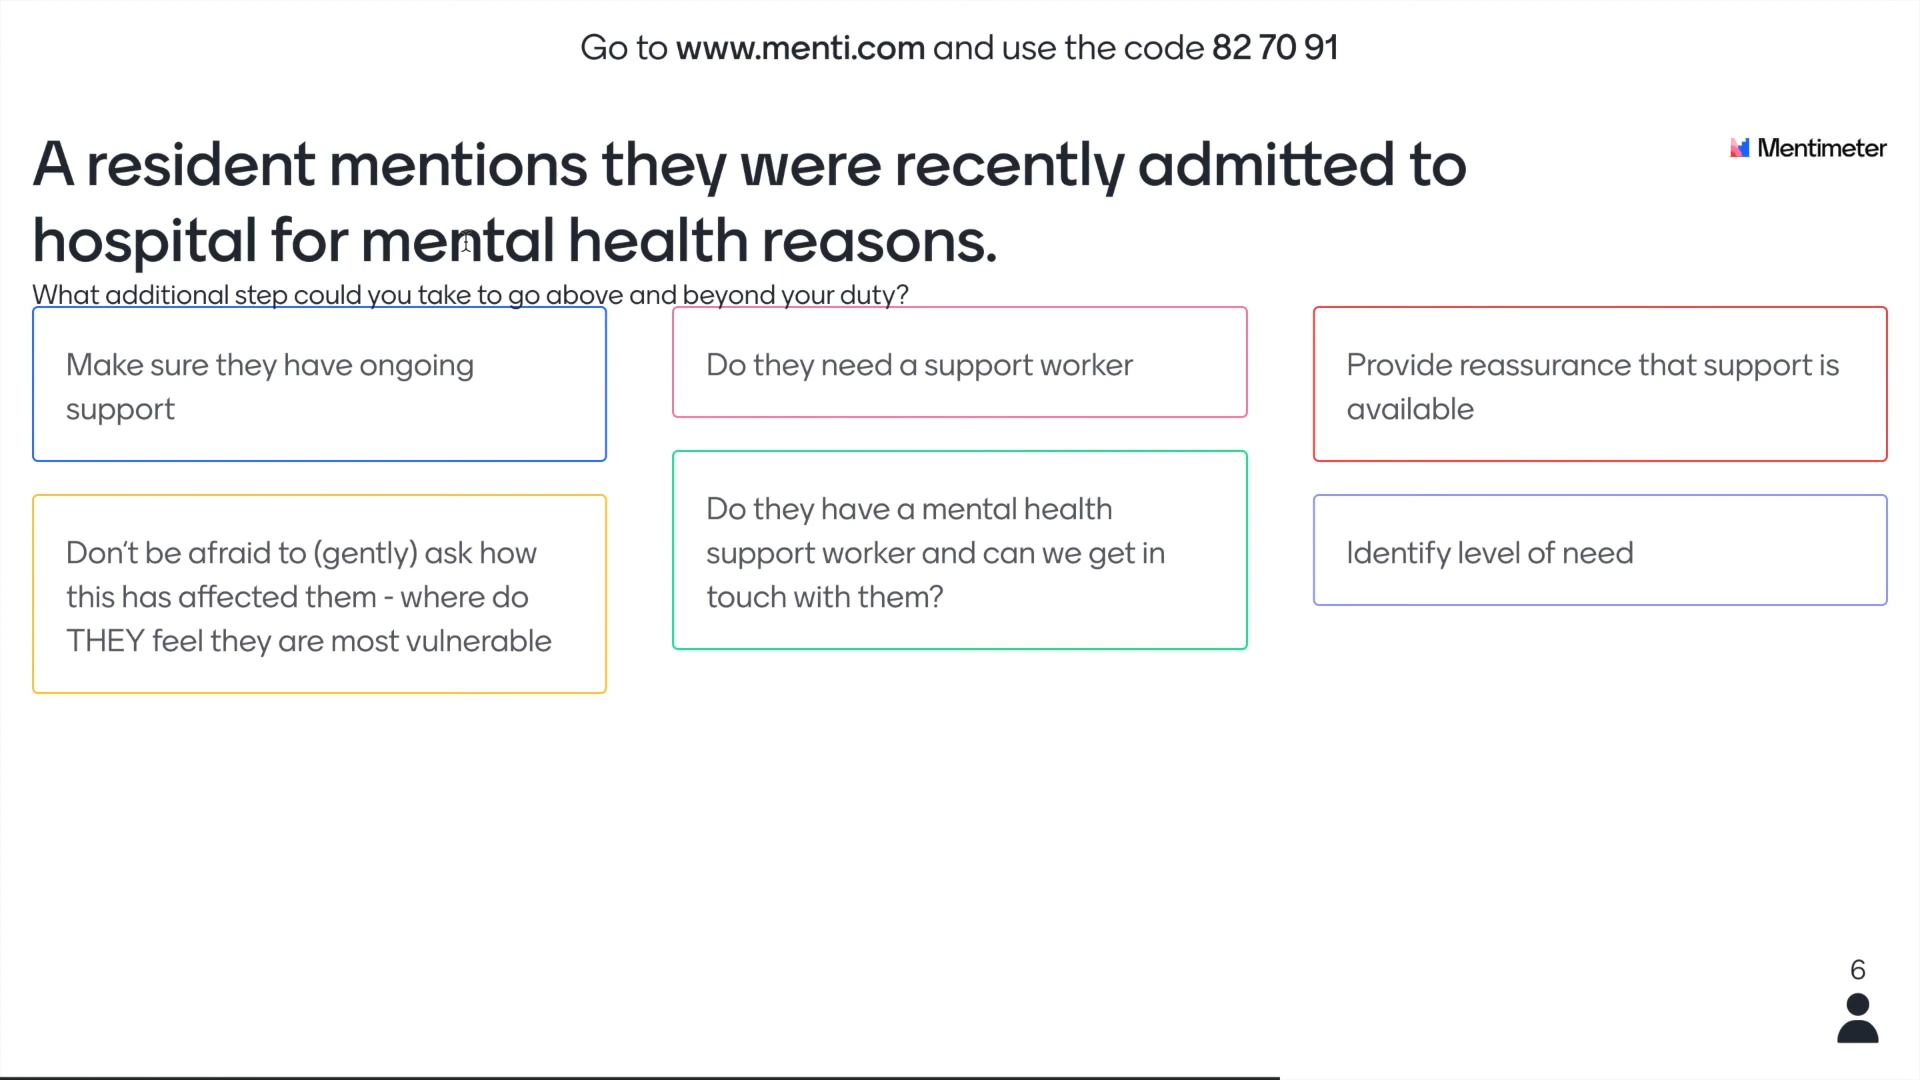 Go to www.menti.com and use the code 82 70 91
A resident mentions they were recently admitted to
hospital for mental health reasons.
Mentimeter
What additional step could you take to go above and beyond your duty?
Make sure they have ongoing
support
Do they need a support worker
Provide reassurance that support is
available
Don't be afraid to (gently) ask how
this has affected them - where do
THEY feel they are most vulnerable
Do they have a mental health
support worker and can we get in
touch with them?
Identify level of need
6